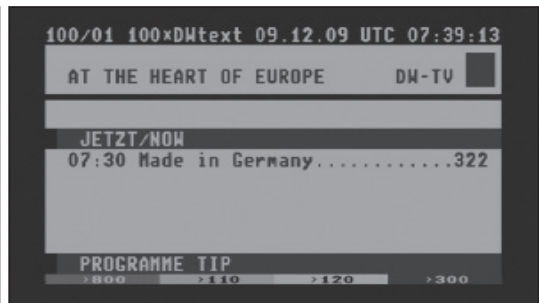 100/01 100×DWtext 09.12.09 UTC 07:39:13
AT THE HEART OF EUROPE DW-TV
JETZT/NOW
07:30 Made in Germany............322
PROGRAMME TIP
>800 >110 >120 >300